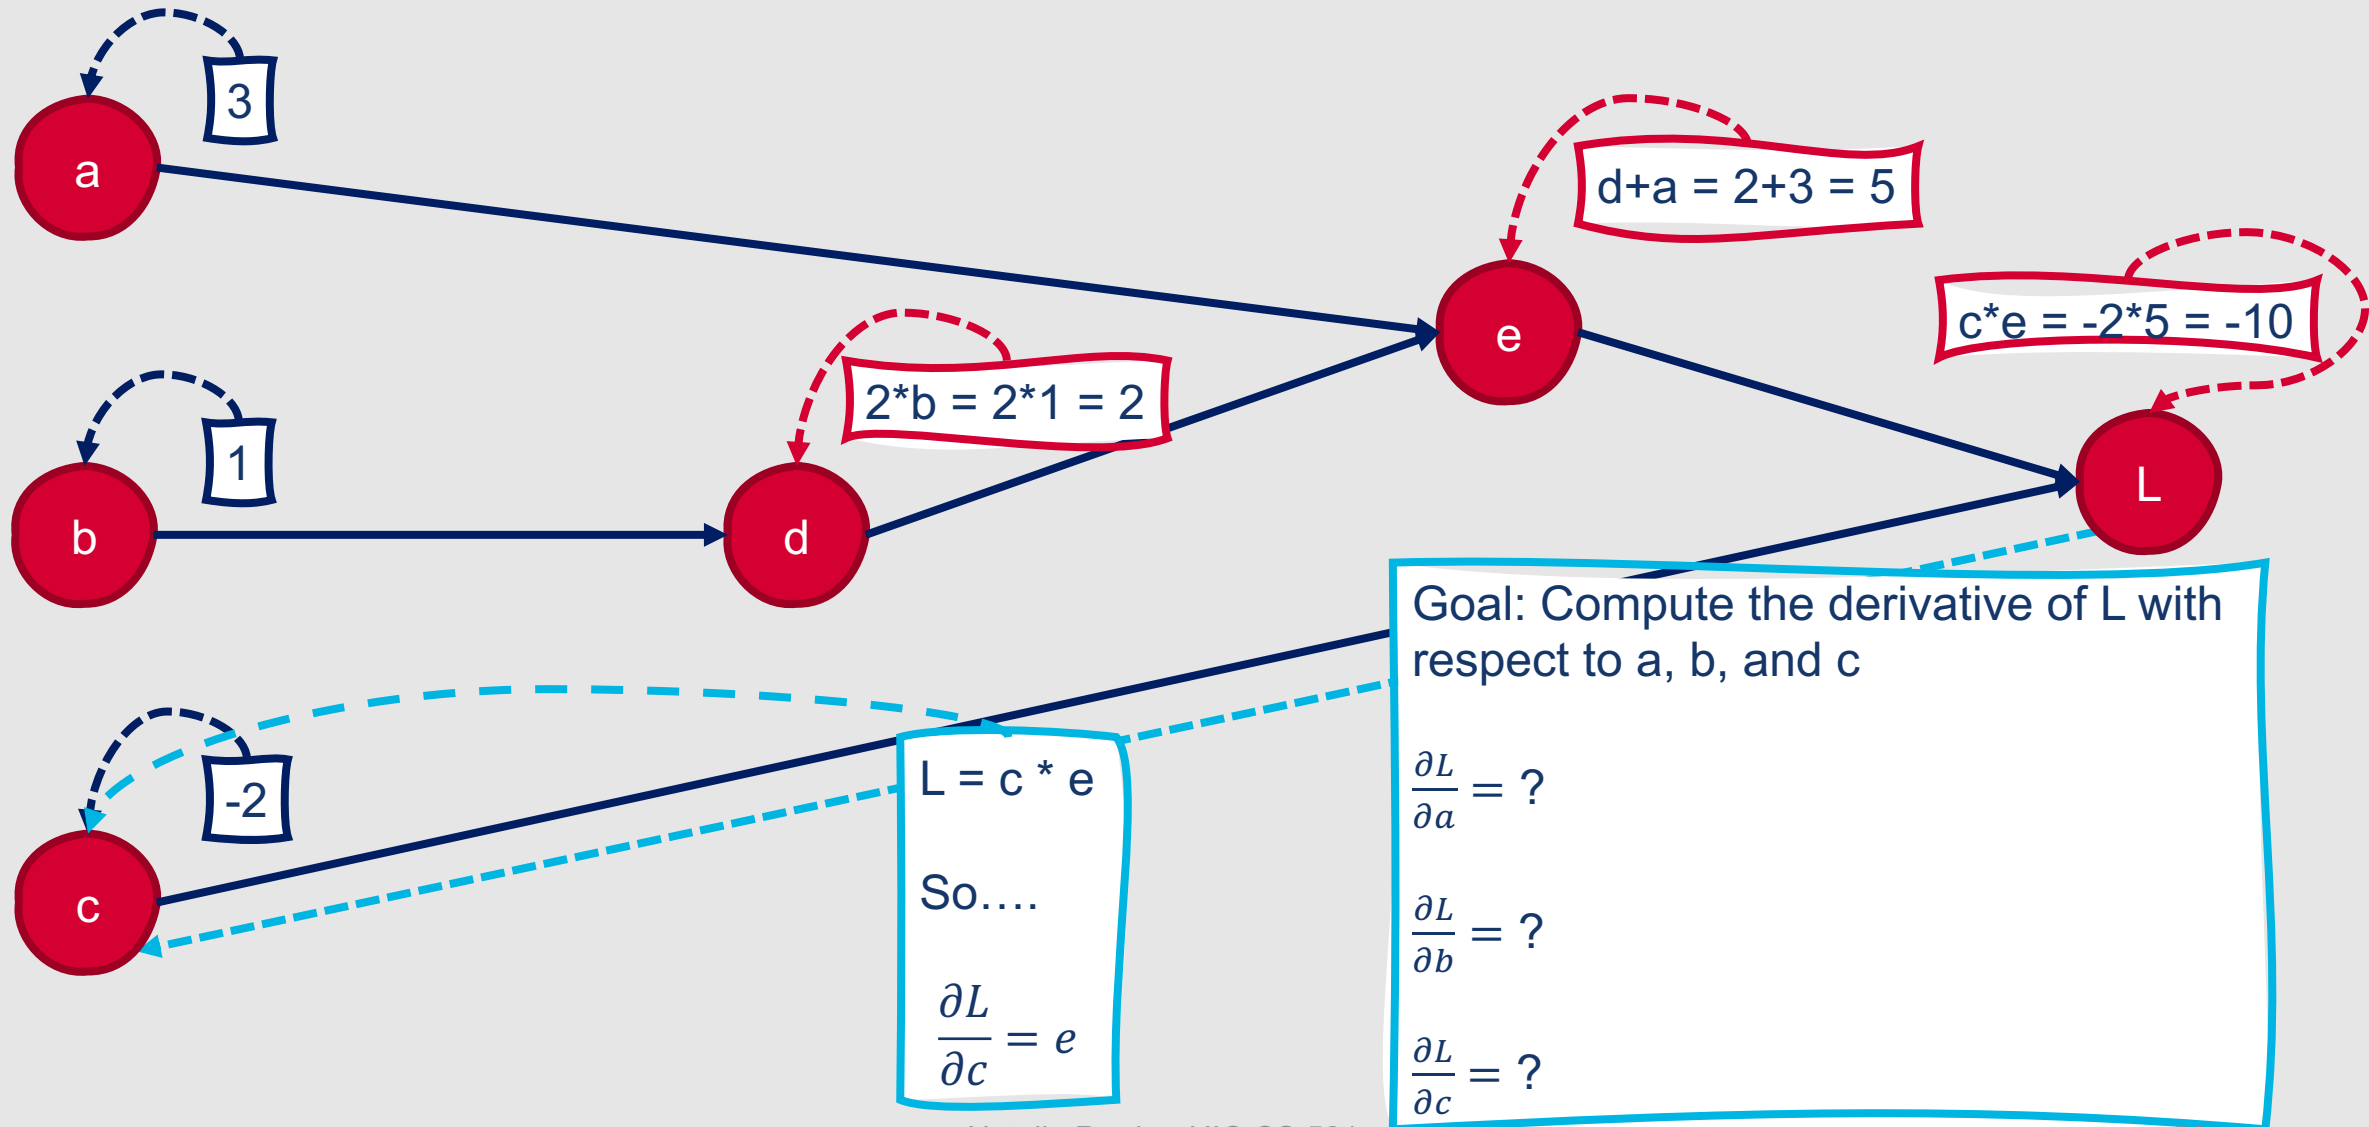 3
a
d+a = 2+3 = 5
c*e = -2*5 = -10
e
2*b = 2*1 = 2
1
b
d
L
Goal: Compute the derivative of L with
respect to a, b, and c
∂L/∂a = ?
∂L/∂b = ?
∂L/∂c = ?
-2
c
L = c * e
So....
∂L/∂c = e